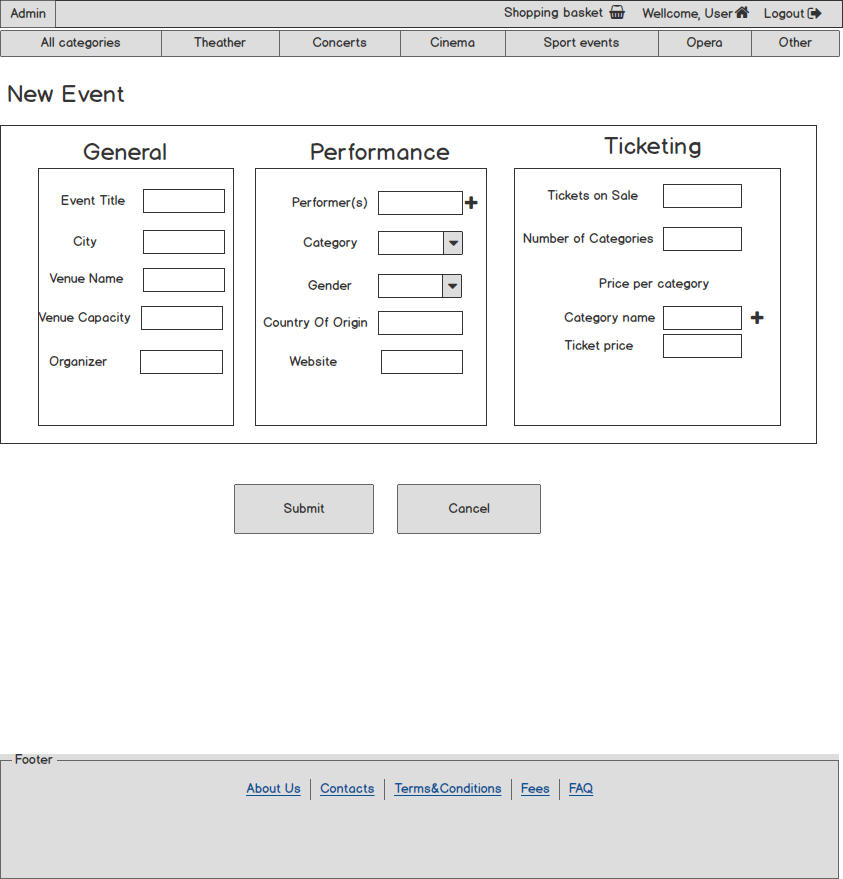 Admin
Shopping basket
Wellcome, User
Logout
All categories
Theather
Concerts
Cinema
Sport events
Opera
Other
New Event
General
Event Title
City
Venue Name
Venue Capacity
Organizer
Performance
Performer(s)
Category
Gender
Country Of Origin
Website
Ticketing
Tickets on Sale
Number of Categories
Price per category
Category name
Ticket price
Submit
Cancel
Footer
About Us
Contacts
Terms&Conditions
Fees
FAQ